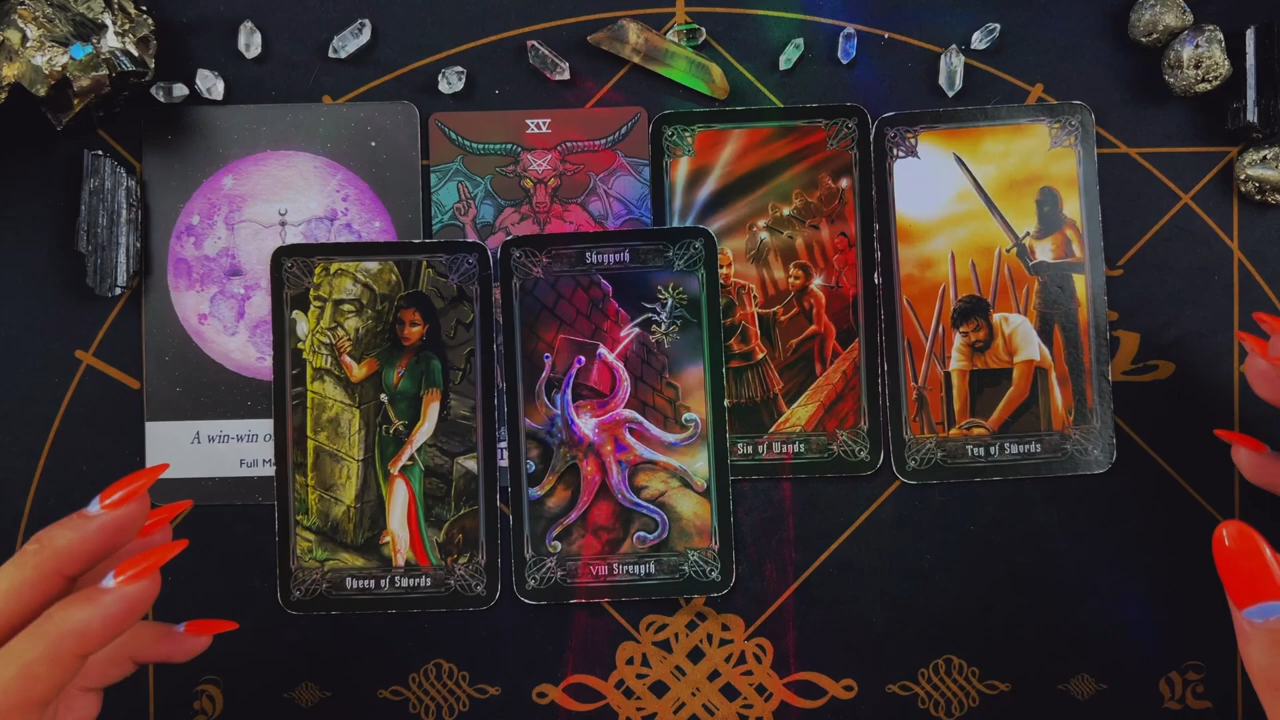 XV
Shoggoth
A win-win o
Full M
Six of Wands
Ten of Swords
Queen of Swords
VIII Strength